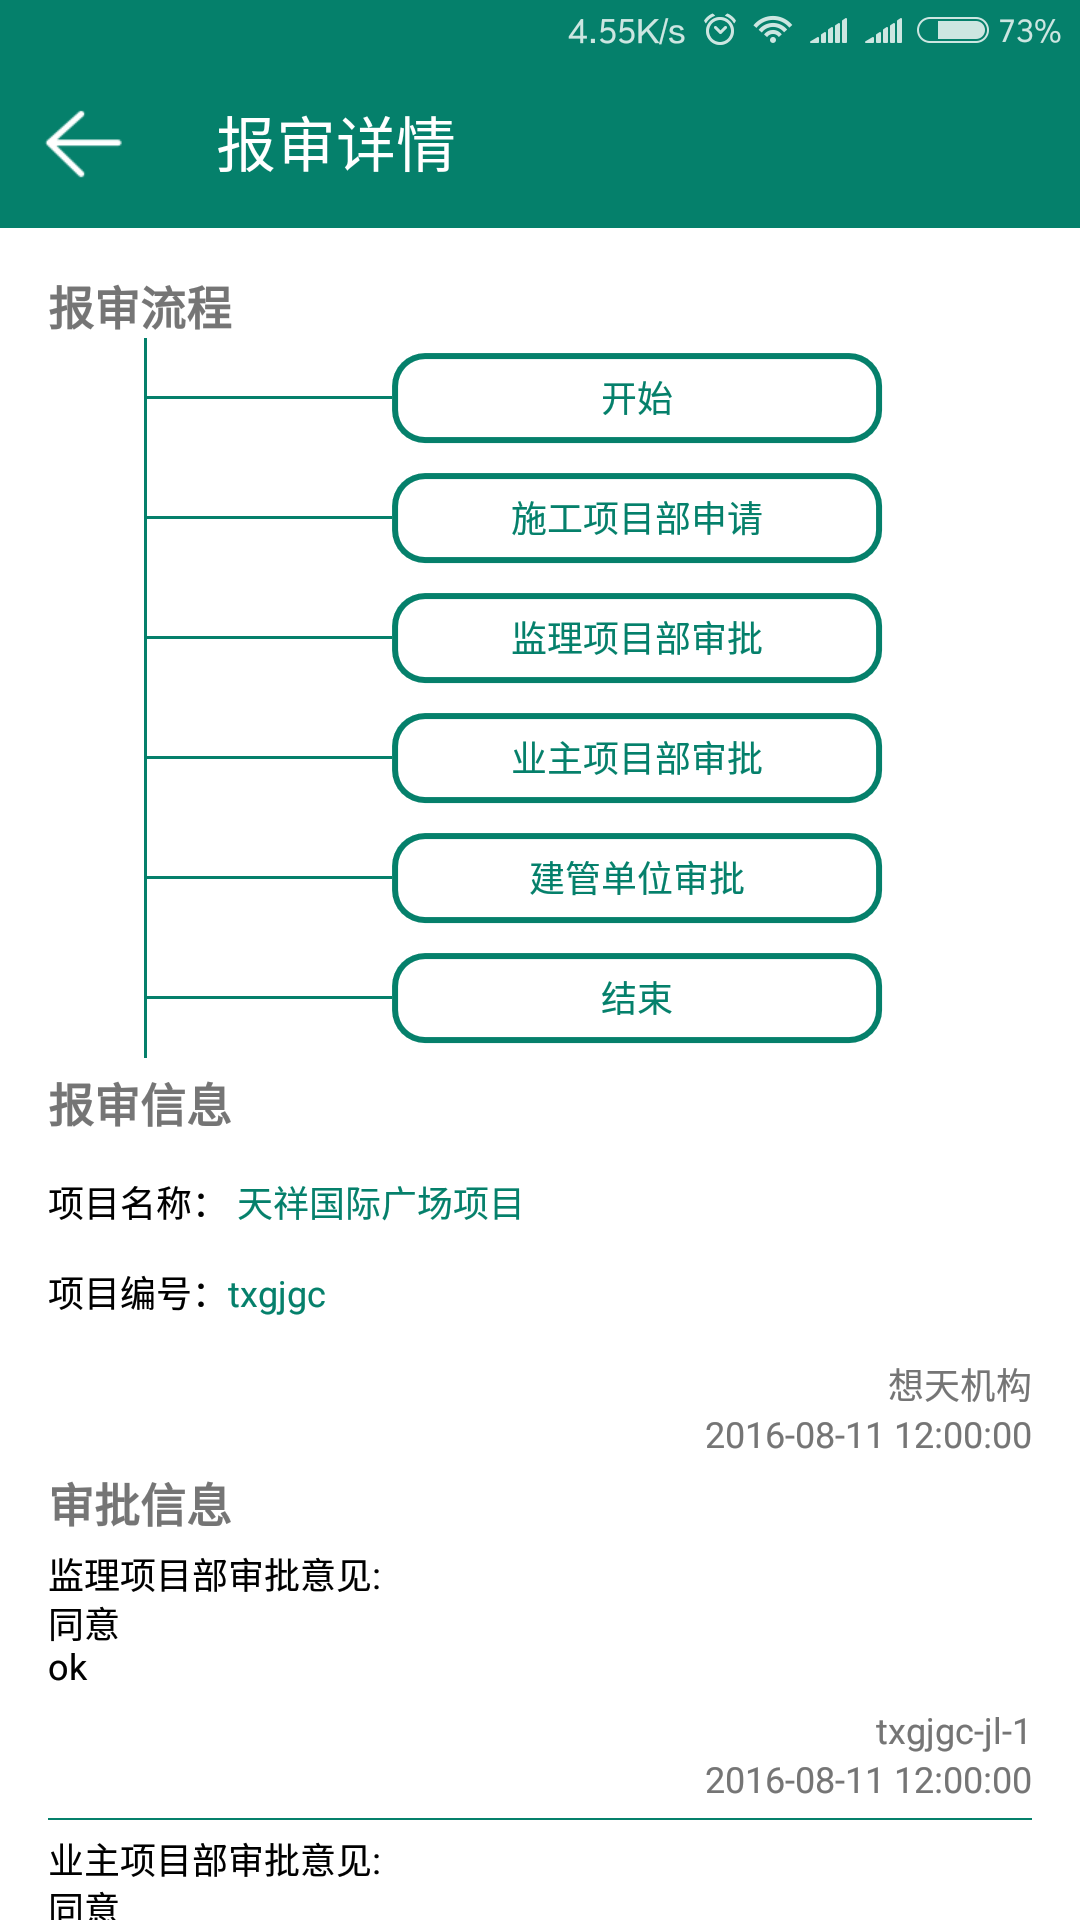 4.55K/s 73%
报审详情
报审流程
开始
施工项目部申请
监理项目部审批
业主项目部审批
建管单位审批
结束
报审信息
项目名称： 天祥国际广场项目
项目编号：txgjgc
想天机构
2016-08-11 12:00:00
审批信息
监理项目部审批意见:
同意
ok
txgjgc-jl-1
2016-08-11 12:00:00
业主项目部审批意见:
同意